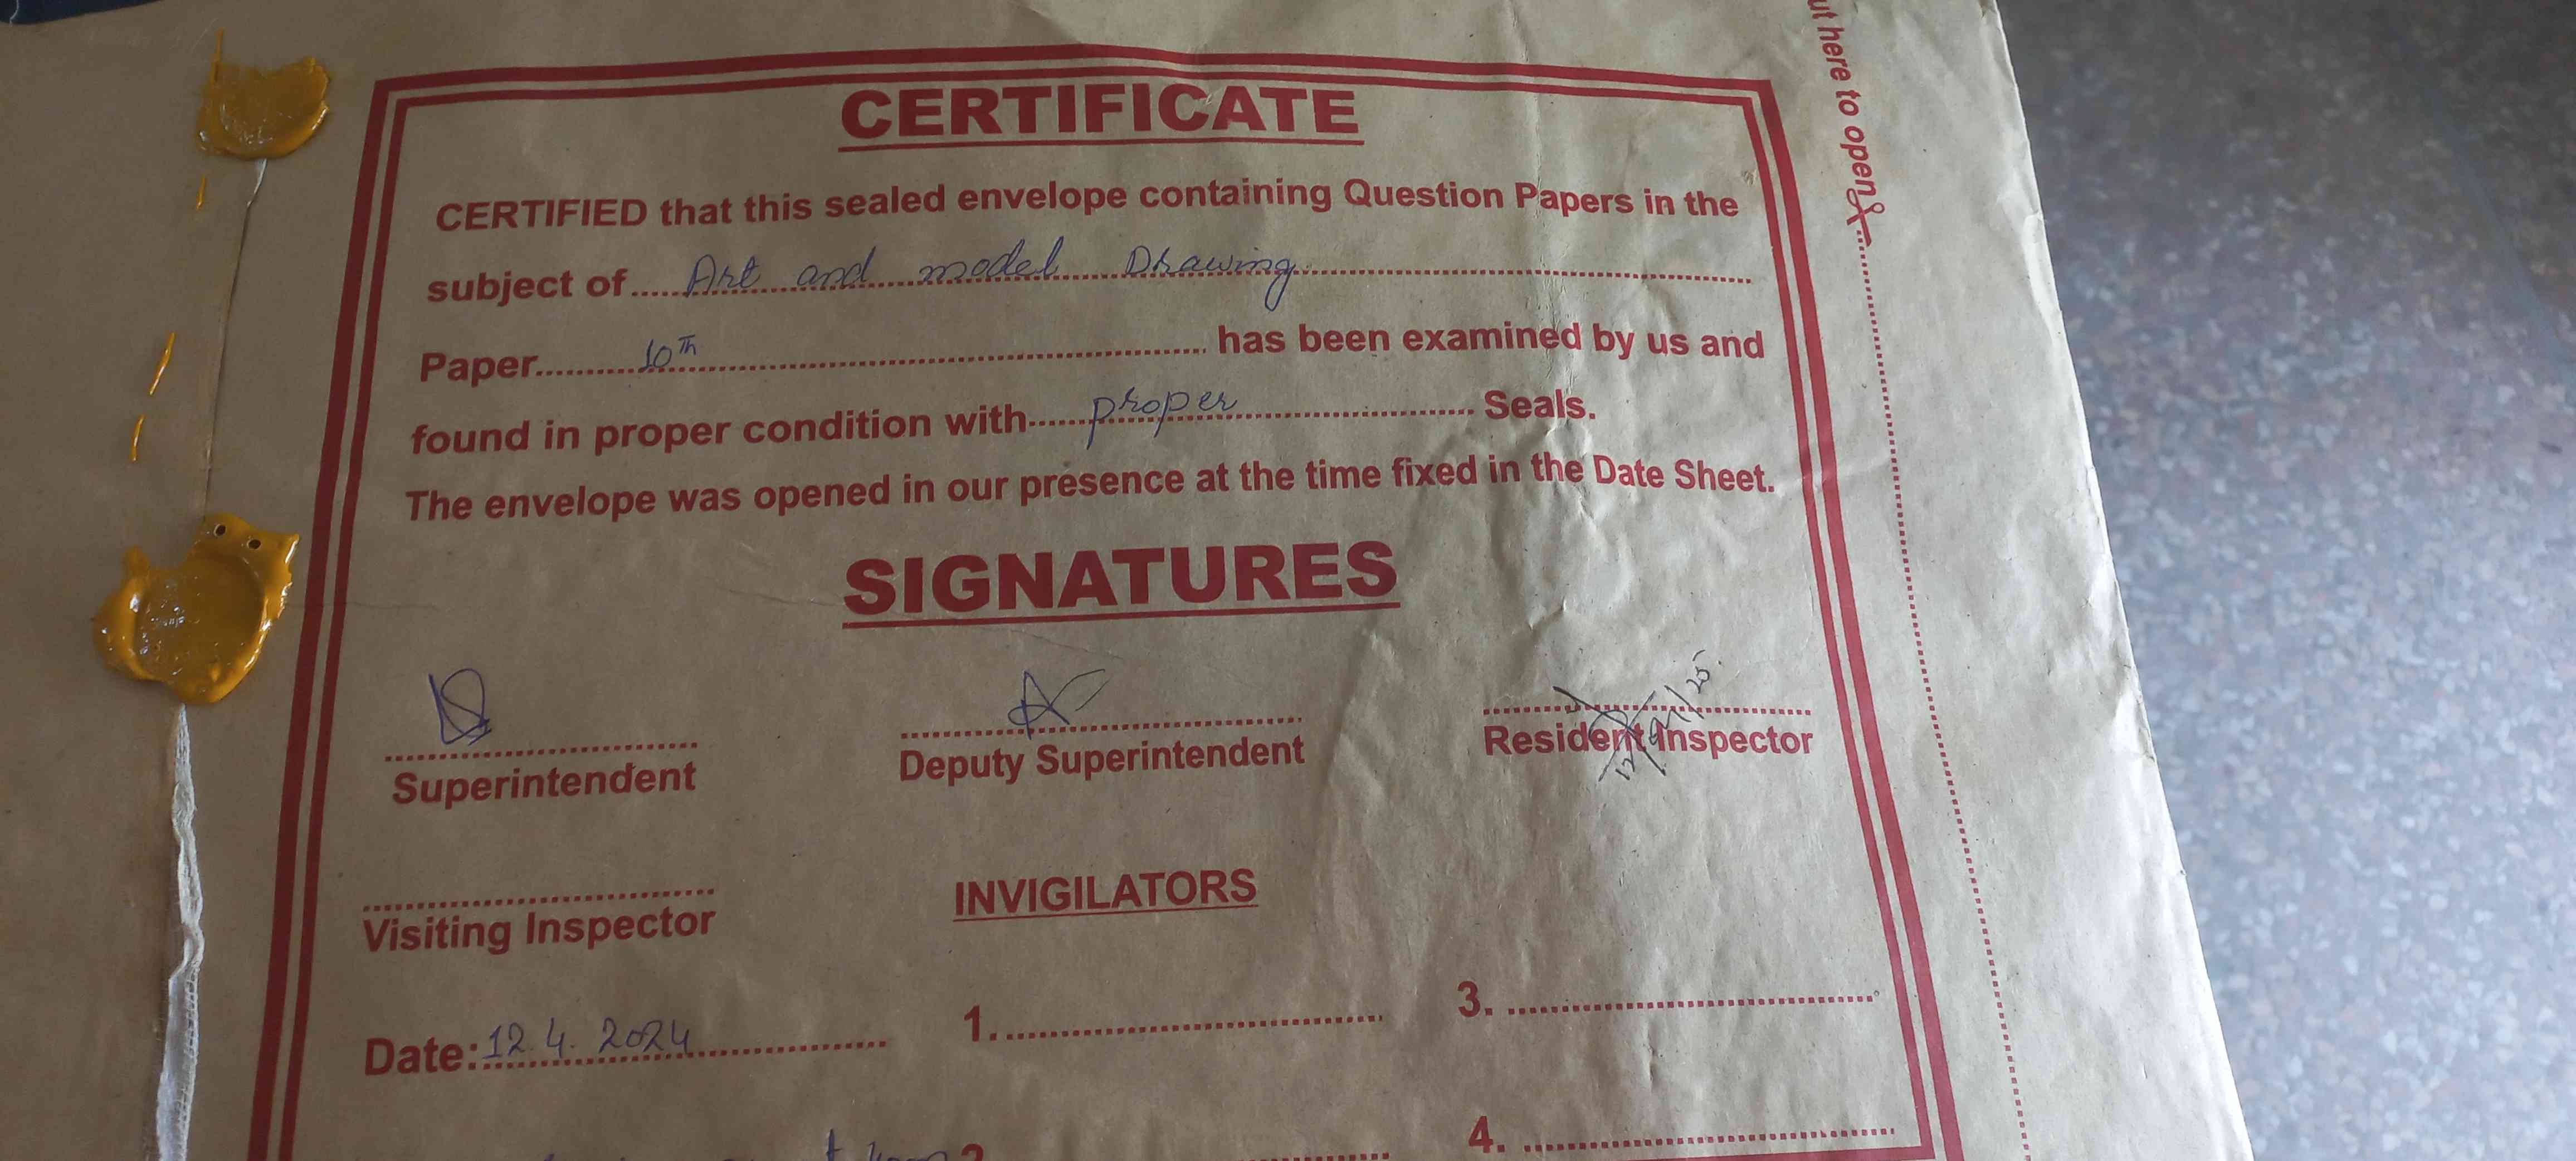 ut here to open
CERTIFICATE
CERTIFIED that this sealed envelope containing Question Papers in the
subject of Art and model Drawing
Paper 10th has been examined by us and
found in proper condition with proper Seals.
The envelope was opened in our presence at the time fixed in the Date Sheet.
SIGNATURES
Superintendent
Deputy Superintendent
Resident Inspector
Visiting Inspector
INVIGILATORS
Date: 12.4.2024
1.
3.
2
4.